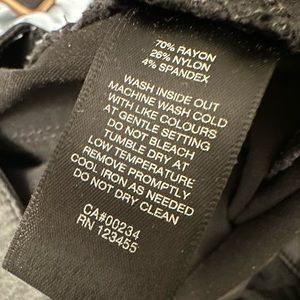 70% RAYON
26% NYLON
4% SPANDEX
WASH INSIDE OUT
MACHINE WASH COLD
WITH LIKE COLOURS
AT GENTLE SETTING
DO NOT BLEACH
TUMBLE DRY AT
LOW TEMPERATURE
REMOVE PROMPTLY
COOL IRON AS NEEDED
DO NOT DRY CLEAN
CA#00234
RN 123455